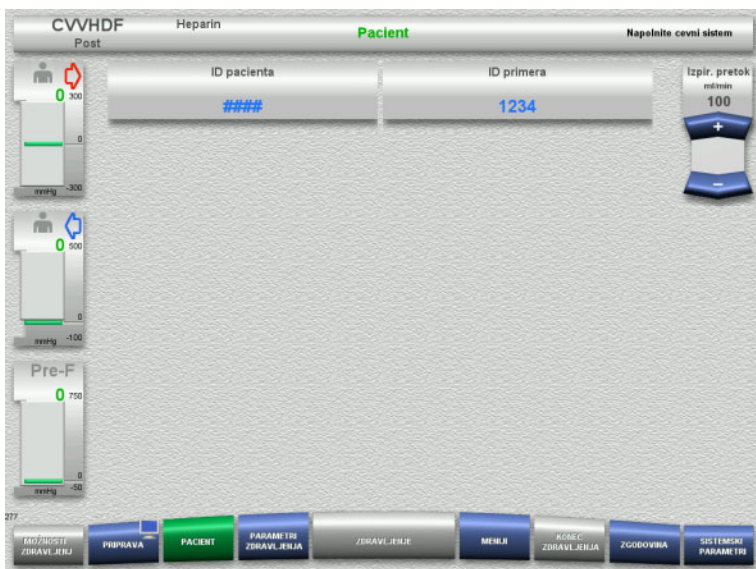 CVVHDF
Post
Heparin
Pacient
Napolnite cevni sistem
ID pacienta
####
ID primera
1234
Izpir. pretok
ml/min
100
+
−
0 300
0
mmHg -300
0 500
0
mmHg -100
Pre-F
0 750
0
mmHg -50
277
MOŽNOSTI
ZDRAVLJENJ
PRIPRAVA
PACIENT
PARAMETRI
ZDRAVLJENJA
ZDRAVLJENJE
MENIJI
KONEC
ZDRAVLJENJA
ZGODOVINA
SISTEMSKI
PARAMETRI